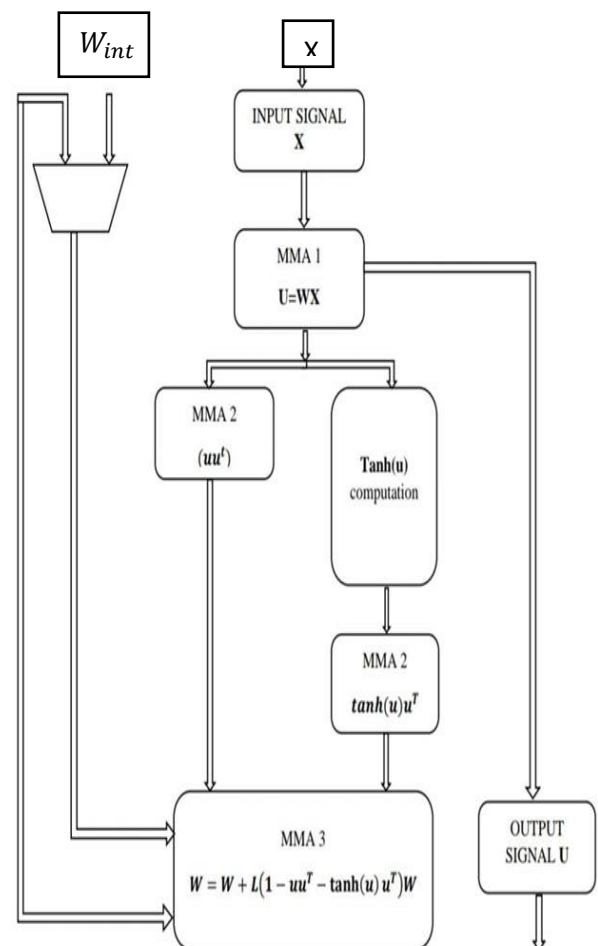 W_int
x
INPUT SIGNAL
X
MMA 1
U=WX
MMA 2
(uu^t)
Tanh(u)
computation
MMA 2
tanh(u)u^T
MMA 3
W = W + L(1 − uu^T − tanh(u) u^T)W
OUTPUT
SIGNAL U